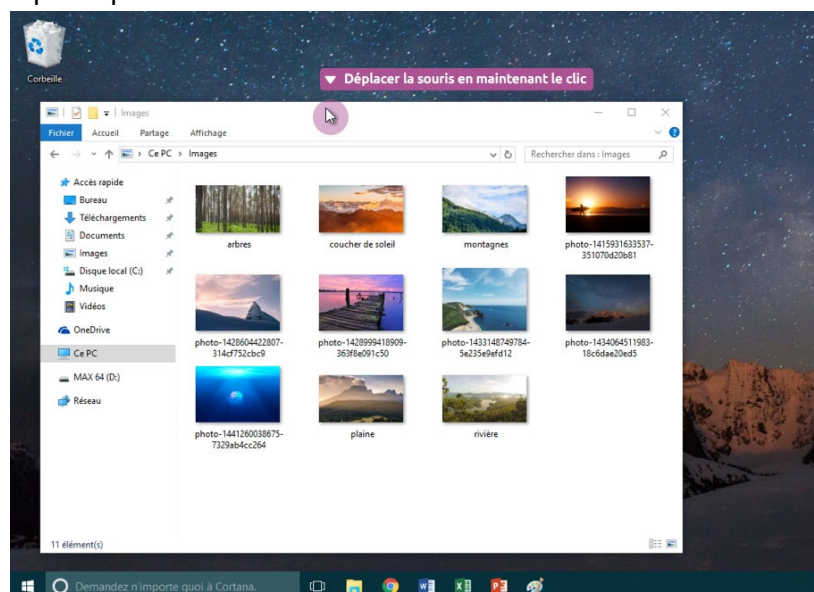 Corbeille
Déplacer la souris en maintenant le clic
Images
Fichier Accueil Partage Affichage
Ce PC > Images
Rechercher dans : Images
Accès rapide
Bureau
Téléchargements
Documents
Images
Disque local (C:)
Musique
Vidéos
OneDrive
Ce PC
MAX 64 (D:)
Réseau
arbres
coucher de soleil
montagnes
photo-1415931633537-
351070d20b81
photo-1428604422807-
314cf752cbc9
photo-1428999418909-
363f8e091c50
photo-1433148749784-
5e235e9efd12
photo-1434064511983-
18c6dae20ed5
photo-1441260038675-
7329ab4cc264
plaine
rivière
11 élément(s)
Demandez n'importe quoi à Cortana.